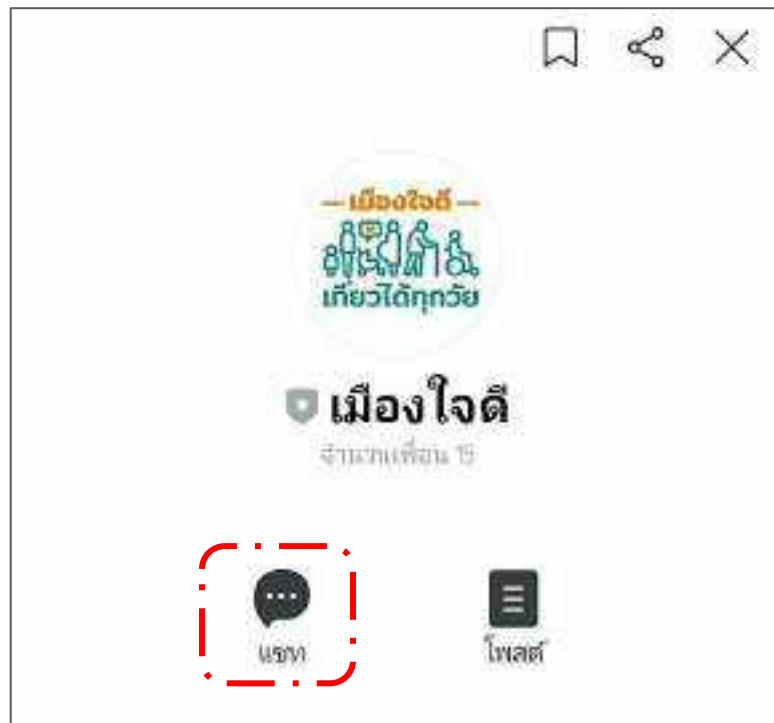 เมืองใจดี
เที่ยวได้ทุกวัย
เมืองใจดี
จำนวนเพื่อน 15
แชท
โพสต์